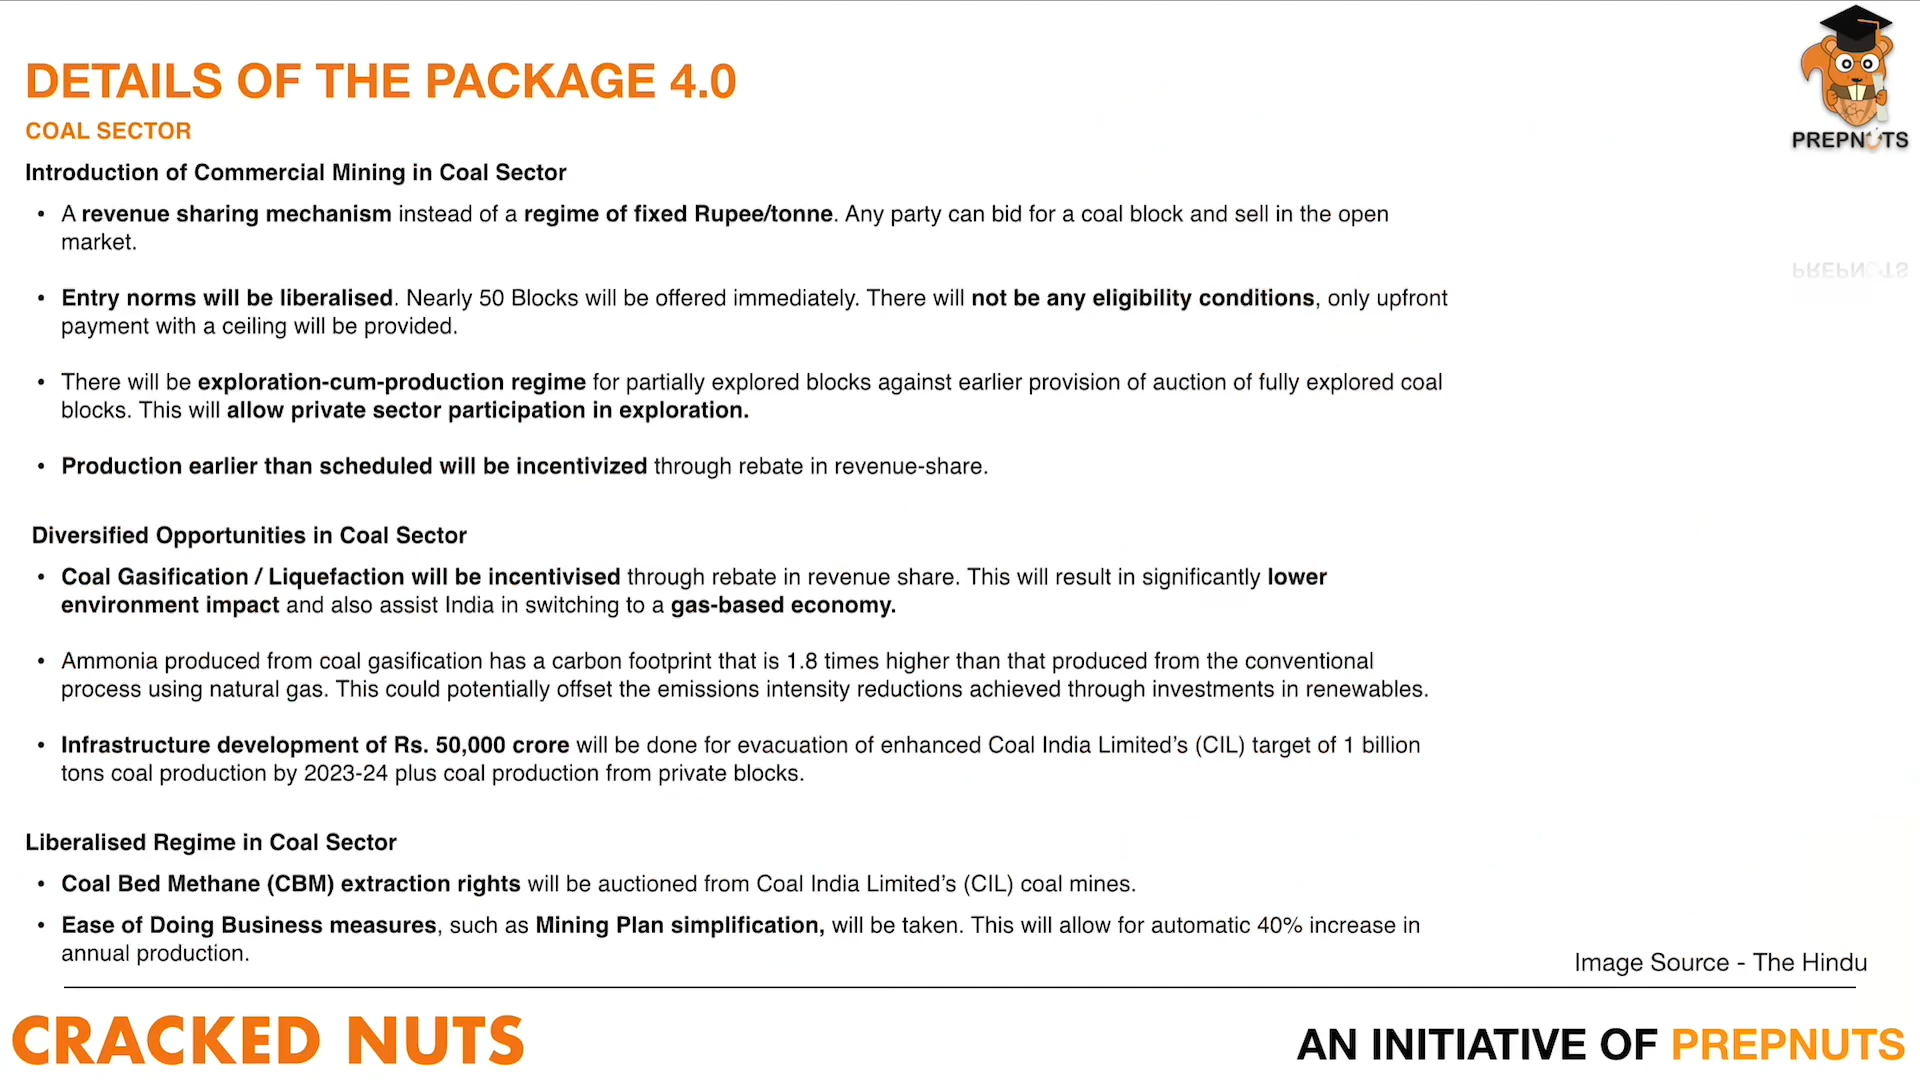 DETAILS OF THE PACKAGE 4.0
COAL SECTOR
Introduction of Commercial Mining in Coal Sector
• A revenue sharing mechanism instead of a regime of fixed Rupee/tonne. Any party can bid for a coal block and sell in the open
market.
• Entry norms will be liberalised. Nearly 50 Blocks will be offered immediately. There will not be any eligibility conditions, only upfront
payment with a ceiling will be provided.
• There will be exploration-cum-production regime for partially explored blocks against earlier provision of auction of fully explored coal
blocks. This will allow private sector participation in exploration.
• Production earlier than scheduled will be incentivized through rebate in revenue-share.
Diversified Opportunities in Coal Sector
• Coal Gasification / Liquefaction will be incentivised through rebate in revenue share. This will result in significantly lower
environment impact and also assist India in switching to a gas-based economy.
• Ammonia produced from coal gasification has a carbon footprint that is 1.8 times higher than that produced from the conventional
process using natural gas. This could potentially offset the emissions intensity reductions achieved through investments in renewables.
• Infrastructure development of Rs. 50,000 crore will be done for evacuation of enhanced Coal India Limited’s (CIL) target of 1 billion
tons coal production by 2023-24 plus coal production from private blocks.
Liberalised Regime in Coal Sector
• Coal Bed Methane (CBM) extraction rights will be auctioned from Coal India Limited’s (CIL) coal mines.
• Ease of Doing Business measures, such as Mining Plan simplification, will be taken. This will allow for automatic 40% increase in
annual production.
PREPNUTS
Image Source - The Hindu
CRACKED NUTS
AN INITIATIVE OF PREPNUTS